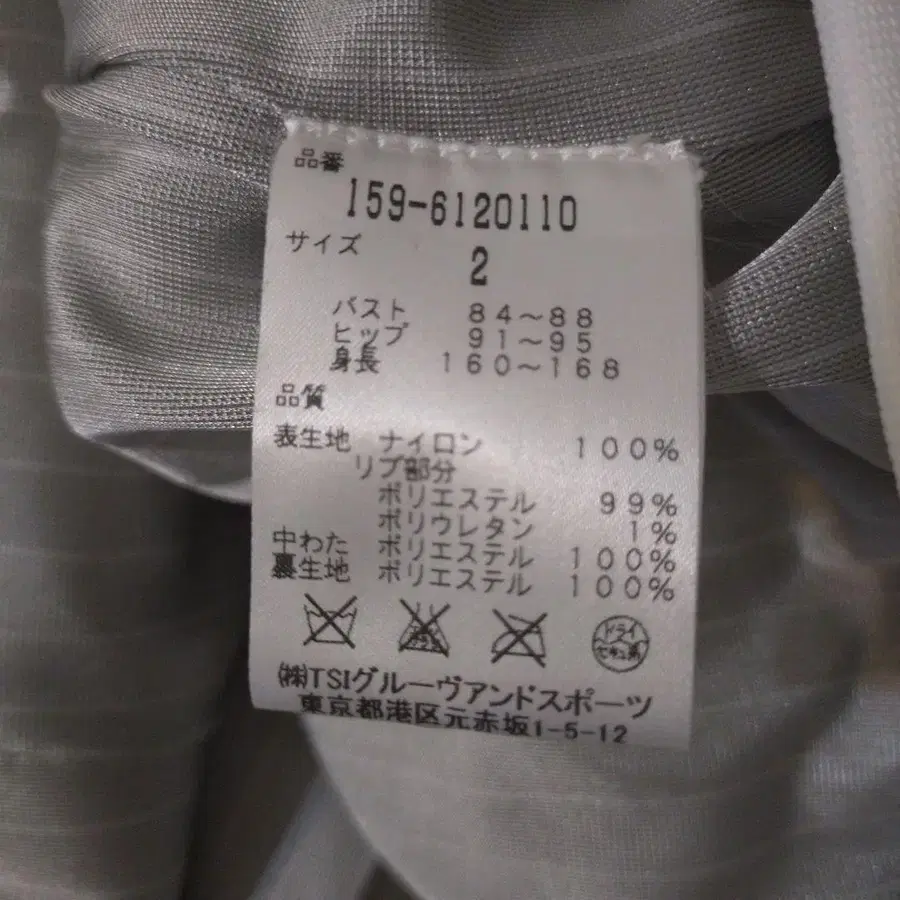 品番
159-6120110
サイズ
2
バスト 84～88
ヒップ 91～95
身長 160～168
品質
表生地 ナイロン 100%
リブ部分
ポリエステル 99%
ポリウレタン 1%
中わた ポリエステル 100%
裏生地 ポリエステル 100%
ドライ
セキユ系
㈱TSIグルーヴアンドスポーツ
東京都港区元赤坂1-5-12